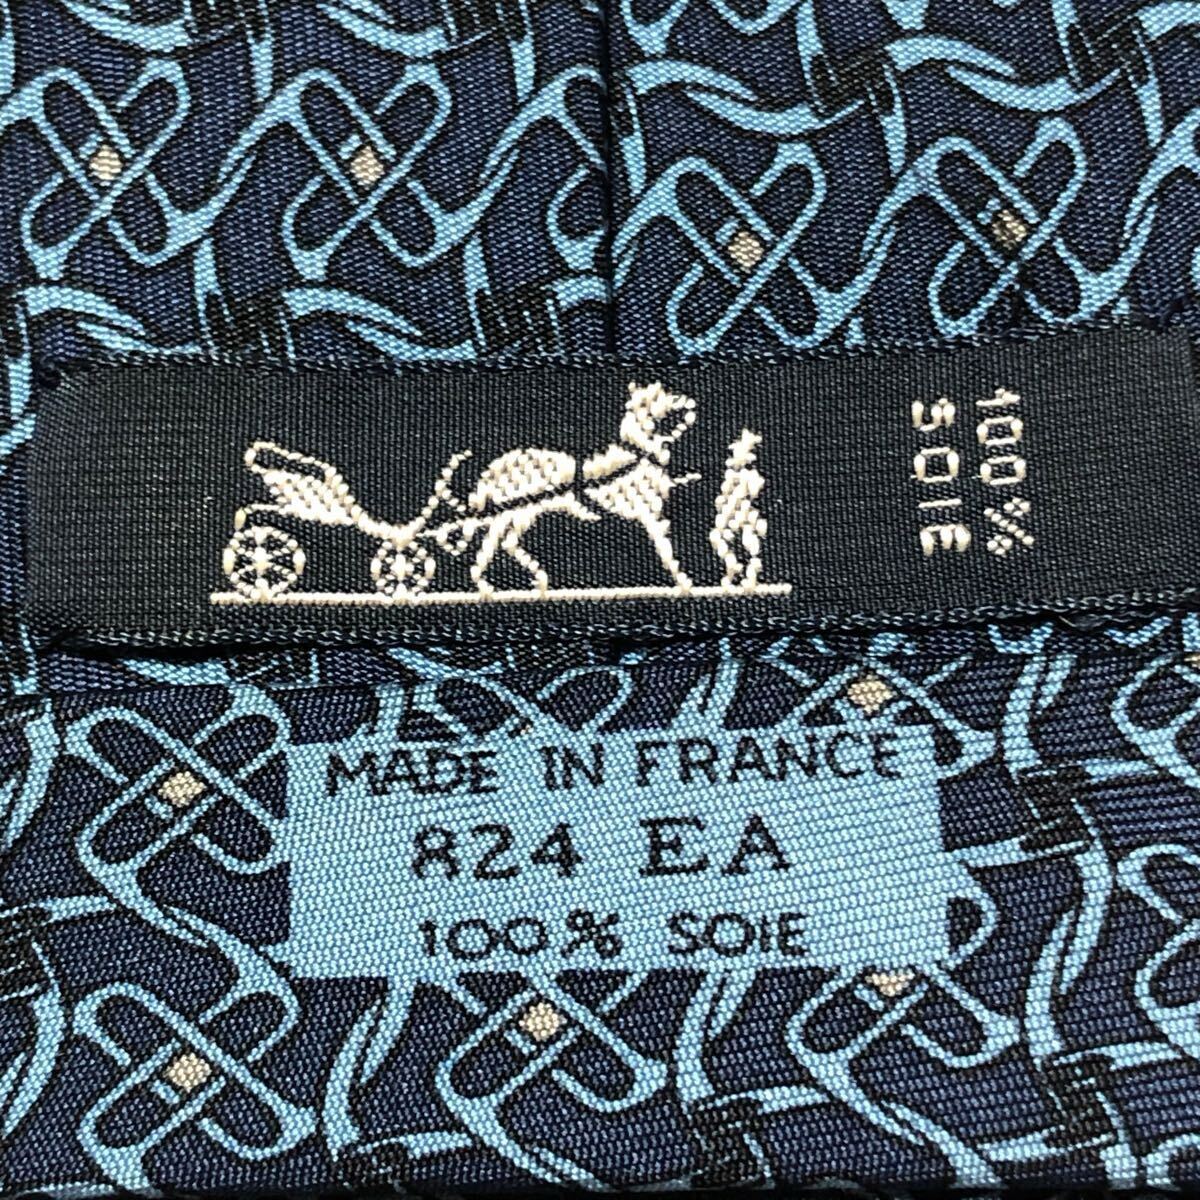 100%
SOIE
MADE IN FRANCE
824 EA
100% SOIE